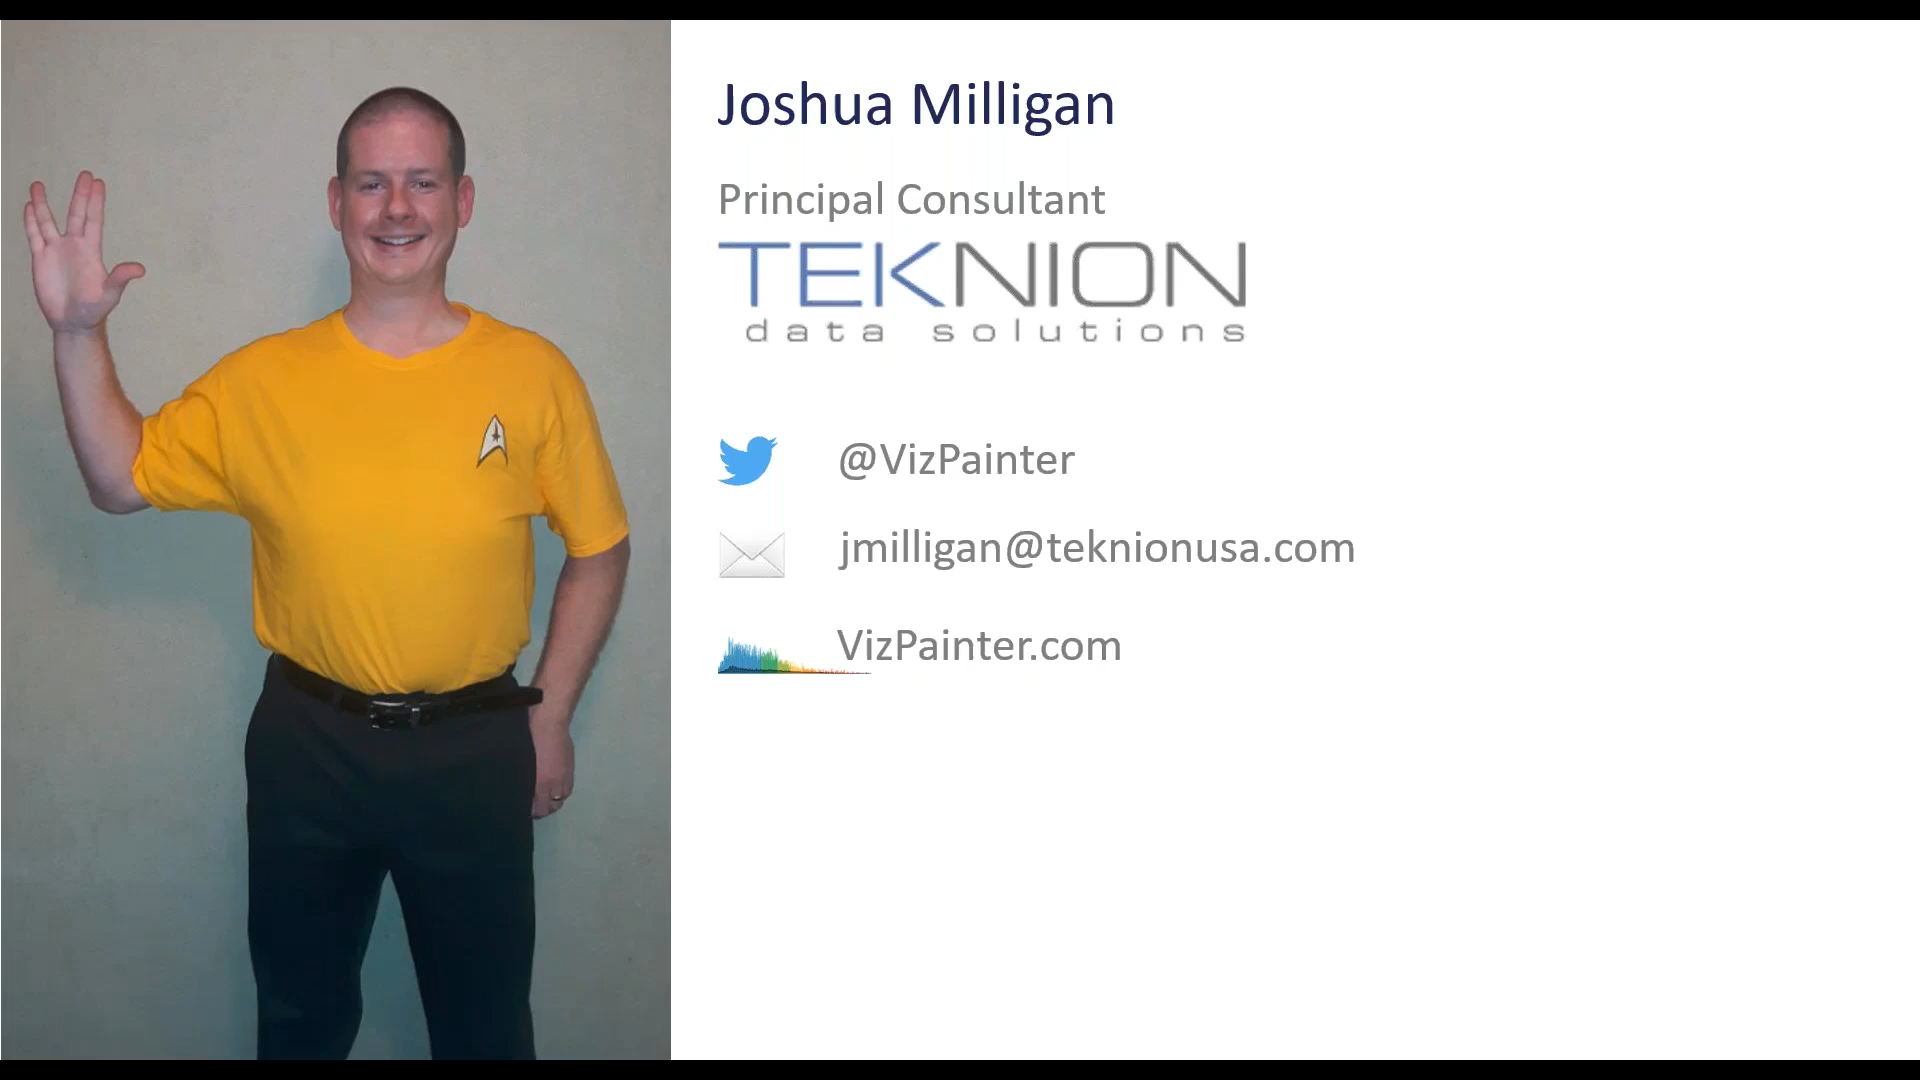 Joshua Milligan
Principal Consultant
TEKNION
data solutions
@VizPainter
jmilligan@teknionusa.com
VizPainter.com